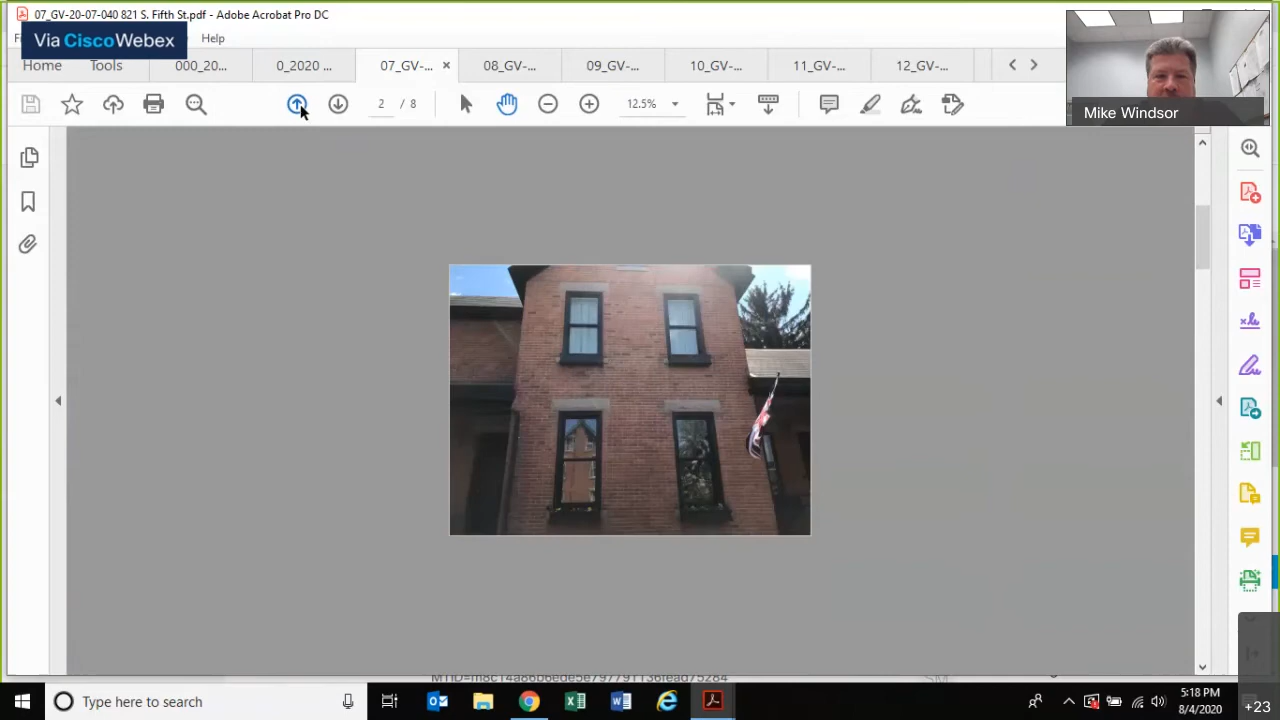 07_GV-20-07-040 821 S. Fifth St.pdf - Adobe Acrobat Pro DC
Via Cisco Webex
Help
Home Tools 000_20... 0_2020 ... 07_GV-... × 08_GV-... 09_GV-... 10_GV-... 11_GV-... 12_GV-...
2 / 8 12.5%
Mike Windsor
Type here to search
5:18 PM
8/4/2020
+23